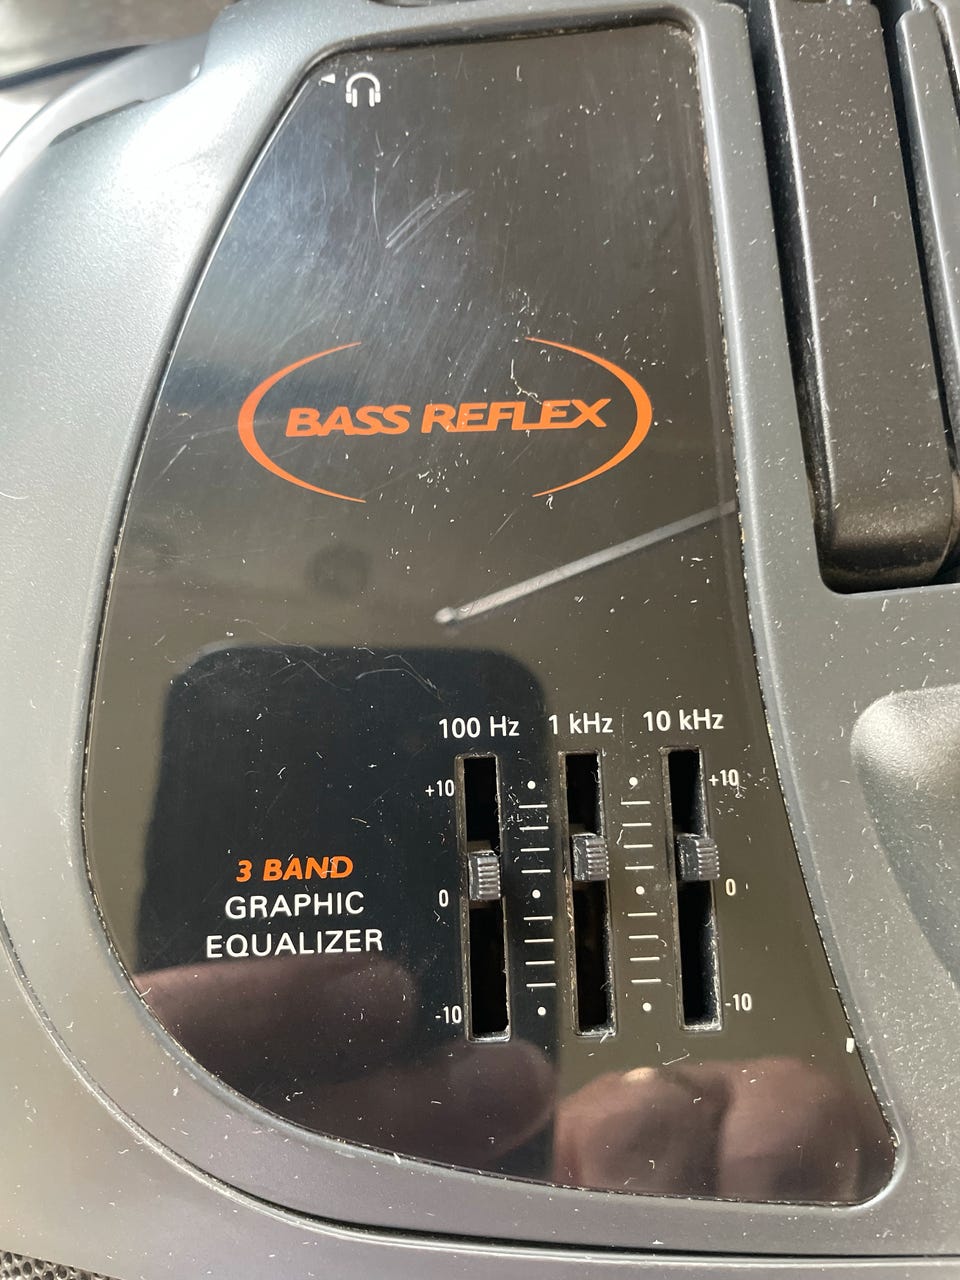 BASS REFLEX
100 Hz 1 kHz 10 kHz
+10 +10
3 BAND
GRAPHIC
EQUALIZER
0 0
-10 -10